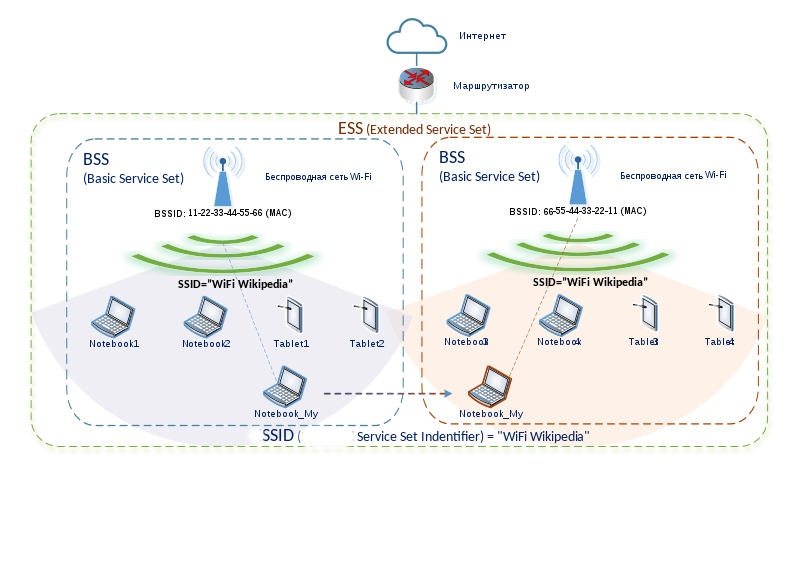 Интернет
Маршрутизатор
ESS (Extended Service Set)
BSS
(Basic Service Set)
Беспроводная сеть Wi-Fi
BSSID: 11-22-33-44-55-66 (MAC)
SSID="WiFi Wikipedia"
Notebook1
Notebook2
Tablet1
Tablet2
Notebook_My
BSS
(Basic Service Set)
Беспроводная сеть Wi-Fi
BSSID: 66-55-44-33-22-11 (MAC)
SSID="WiFi Wikipedia"
Notebook3
Notebook4
Tablet3
Tablet4
Notebook_My
SSID ( Service Set Indentifier) = "WiFi Wikipedia"